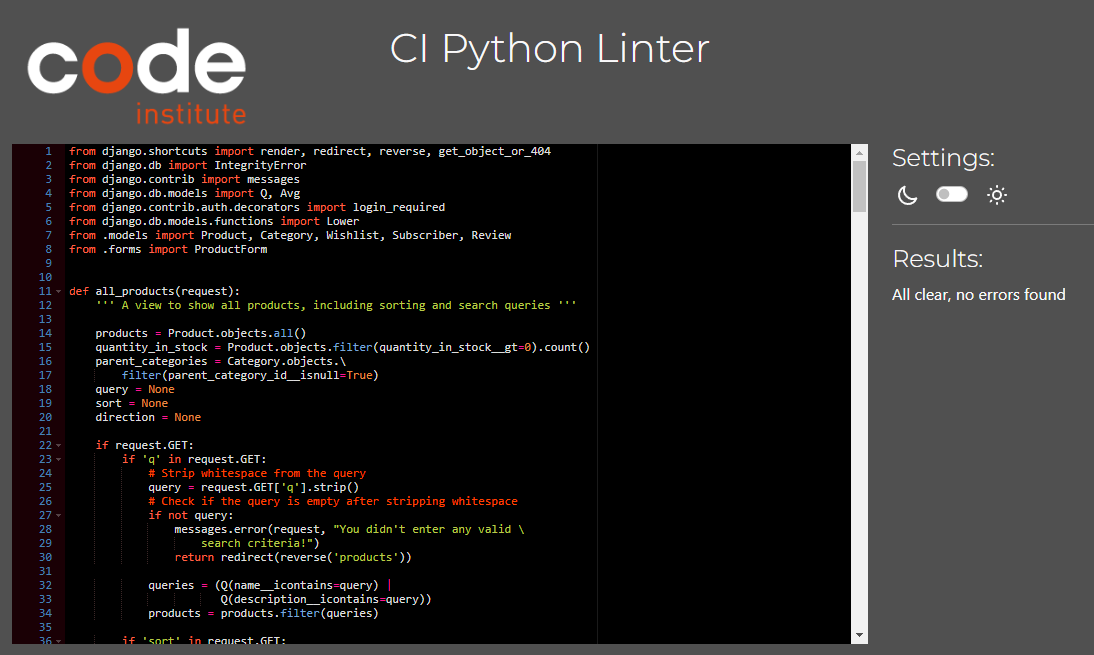 code
institute
CI Python Linter
1 from django.shortcuts import render, redirect, reverse, get_object_or_404
2 from django.db import IntegrityError
3 from django.contrib import messages
4 from django.db.models import Q, Avg
5 from django.contrib.auth.decorators import login_required
6 from django.db.models.functions import Lower
7 from .models import Product, Category, Wishlist, Subscriber, Review
8 from .forms import ProductForm
9
10
11 def all_products(request):
12     ''' A view to show all products, including sorting and search queries '''
13
14     products = Product.objects.all()
15     quantity_in_stock = Product.objects.filter(quantity_in_stock__gt=0).count()
16     parent_categories = Category.objects.\
17         filter(parent_category_id__isnull=True)
18     query = None
19     sort = None
20     direction = None
21
22     if request.GET:
23         if 'q' in request.GET:
24             # Strip whitespace from the query
25             query = request.GET['q'].strip()
26             # Check if the query is empty after stripping whitespace
27             if not query:
28                 messages.error(request, "You didn't enter any valid \
29                     search criteria!")
30                 return redirect(reverse('products'))
31
32             queries = (Q(name__icontains=query) |
33                        Q(description__icontains=query))
34             products = products.filter(queries)
35
36         if 'sort' in request.GET:
Settings:
Results:
All clear, no errors found